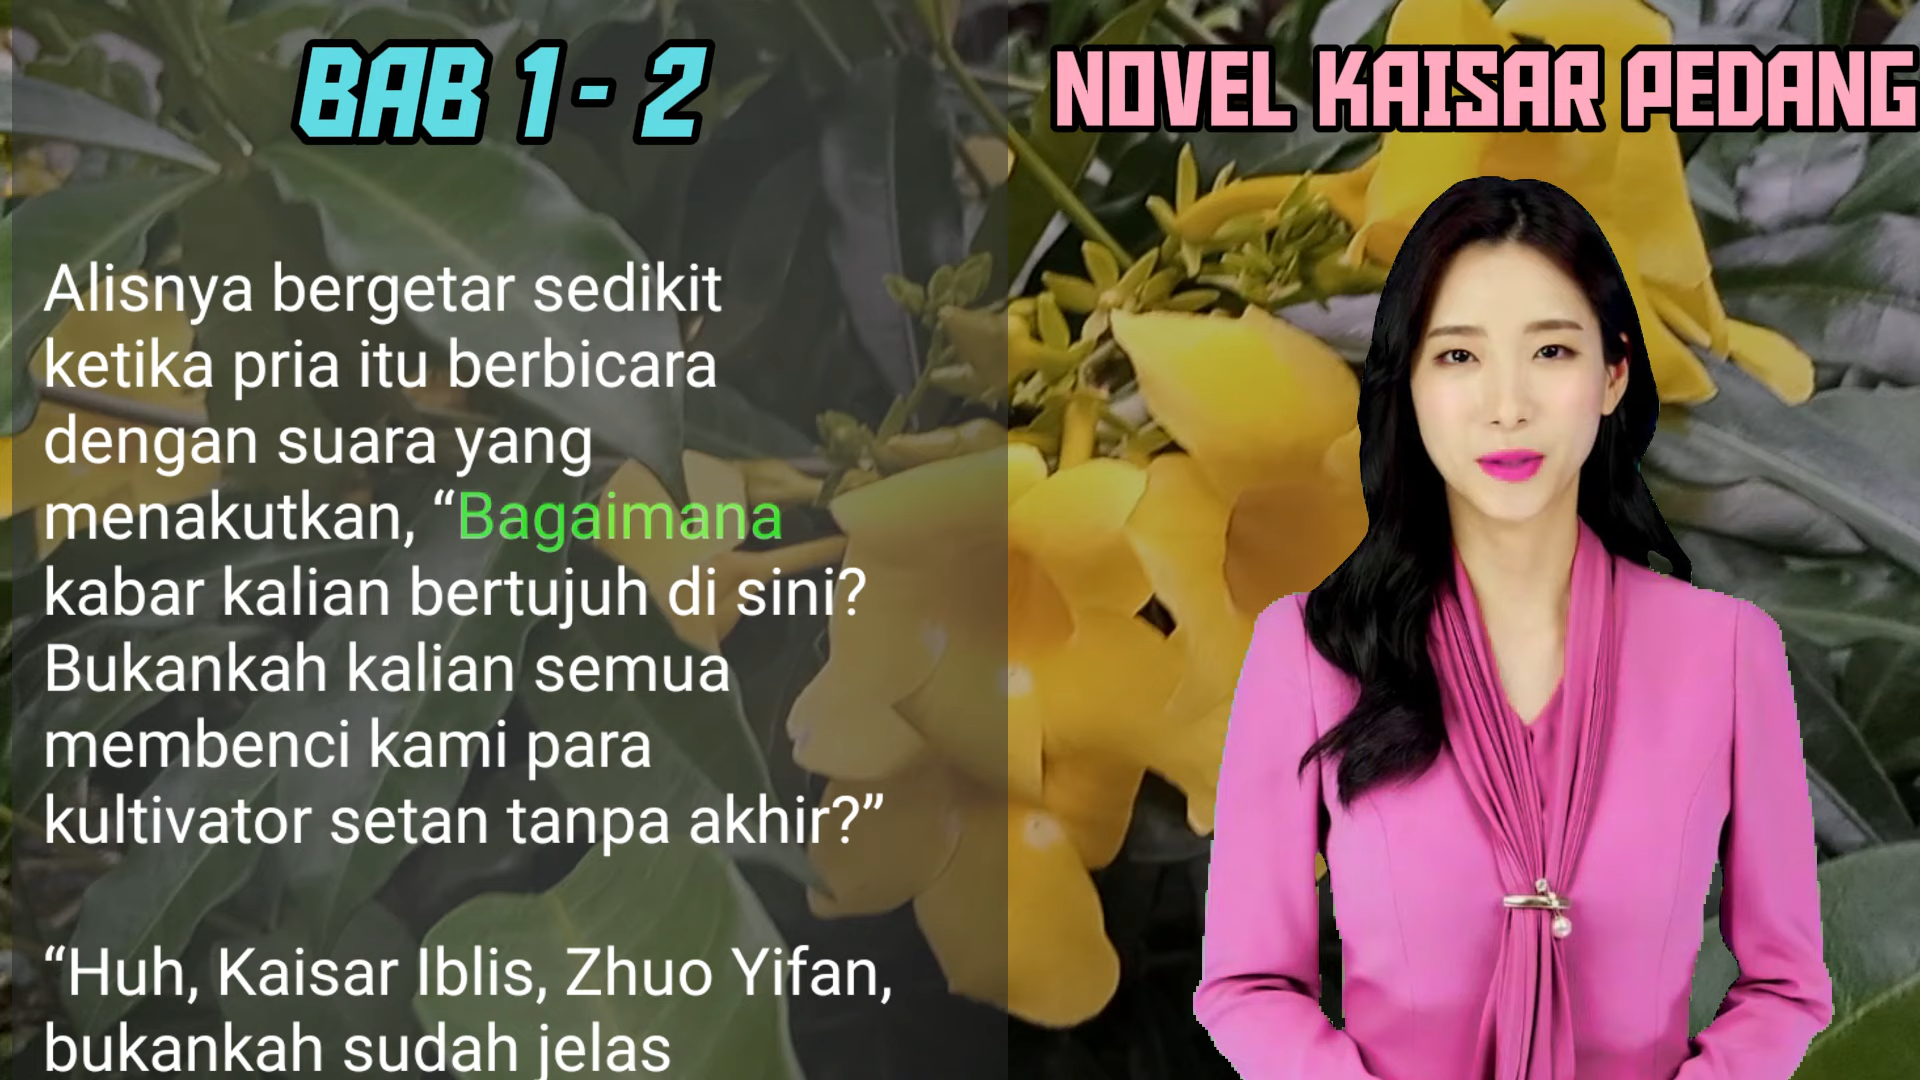 BAB 1 - 2
NOVEL KAISAR PEDANG
Alisnya bergetar sedikit
ketika pria itu berbicara
dengan suara yang
menakutkan, “Bagaimana
kabar kalian bertujuh di sini?
Bukankah kalian semua
membenci kami para
kultivator setan tanpa akhir?”
“Huh, Kaisar Iblis, Zhuo Yifan,
bukankah sudah jelas